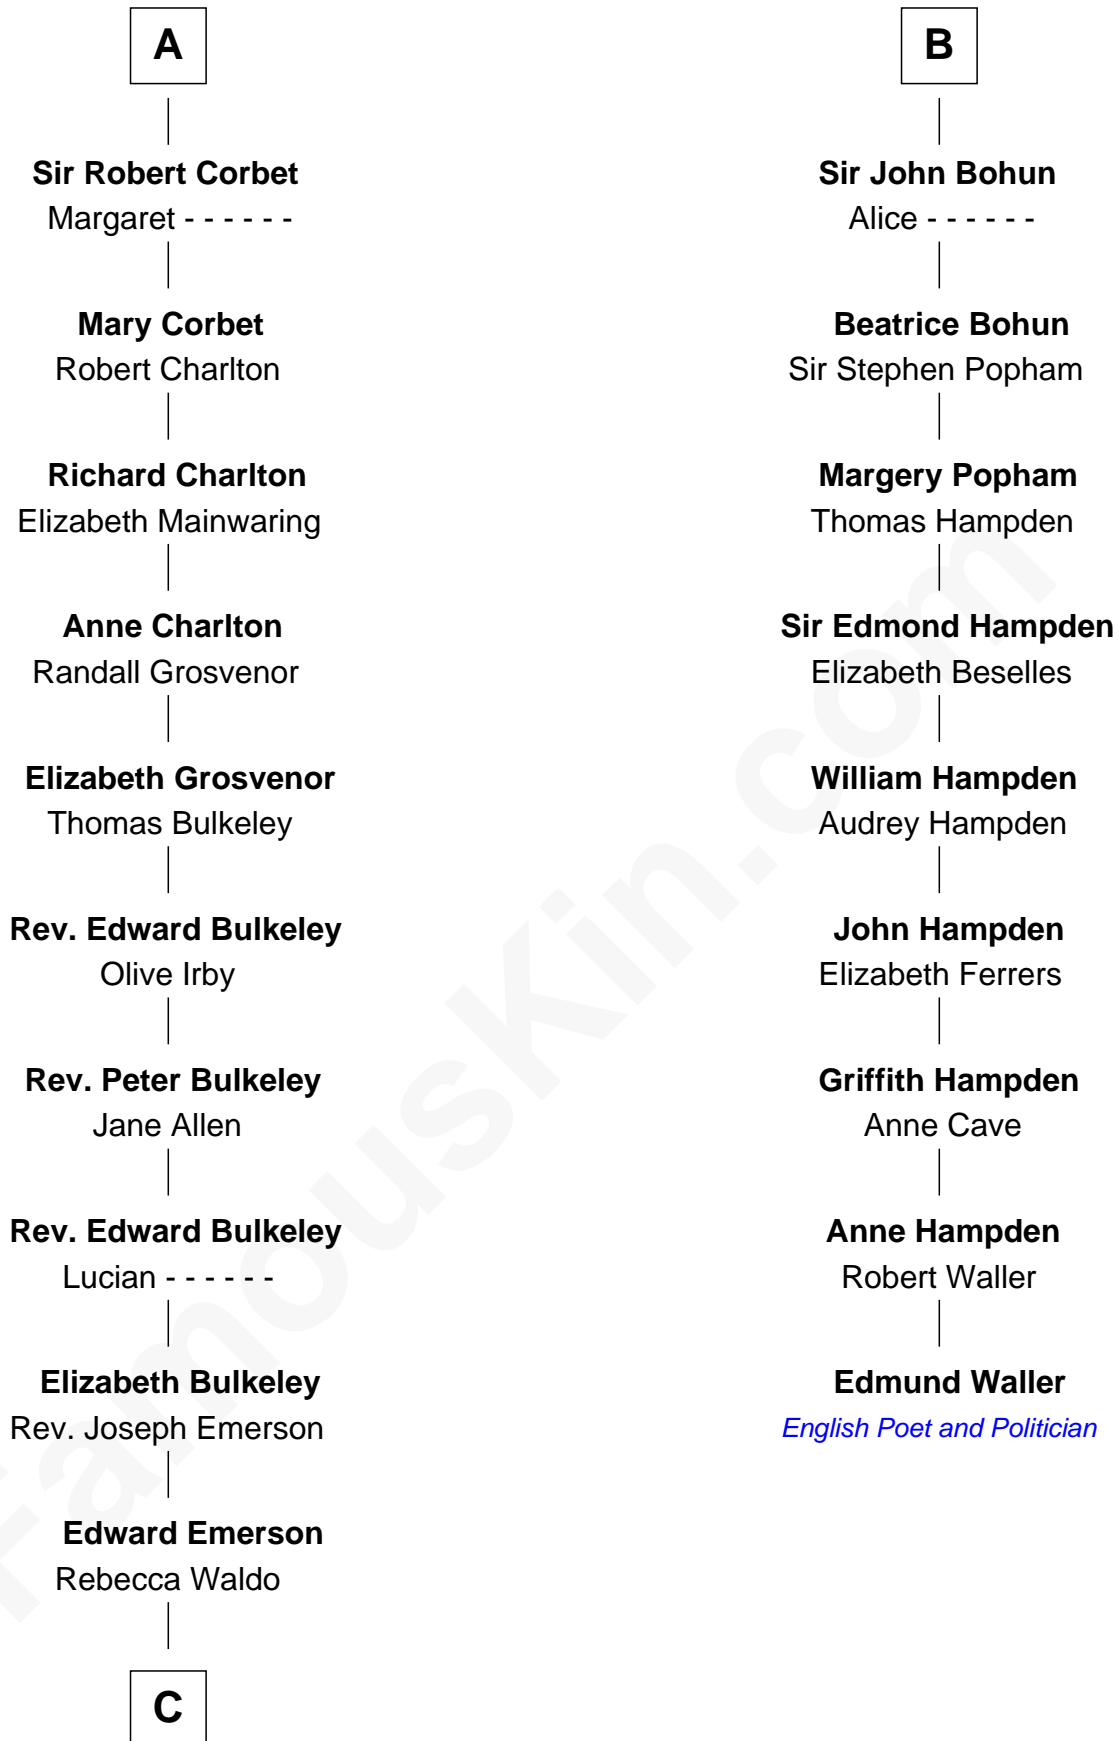 A
Sir Robert Corbet
Margaret - - - - - -
Mary Corbet
Robert Charlton
Richard Charlton
Elizabeth Mainwaring
Anne Charlton
Randall Grosvenor
Elizabeth Grosvenor
Thomas Bulkeley
Rev. Edward Bulkeley
Olive Irby
Rev. Peter Bulkeley
Jane Allen
Rev. Edward Bulkeley
Lucian - - - - - -
Elizabeth Bulkeley
Rev. Joseph Emerson
Edward Emerson
Rebecca Waldo
C
B
Sir John Bohun
Alice - - - - - -
Beatrice Bohun
Sir Stephen Popham
Margery Popham
Thomas Hampden
Sir Edmond Hampden
Elizabeth Beselles
William Hampden
Audrey Hampden
John Hampden
Elizabeth Ferrers
Griffith Hampden
Anne Cave
Anne Hampden
Robert Waller
Edmund Waller
English Poet and Politician
FamousKin.com